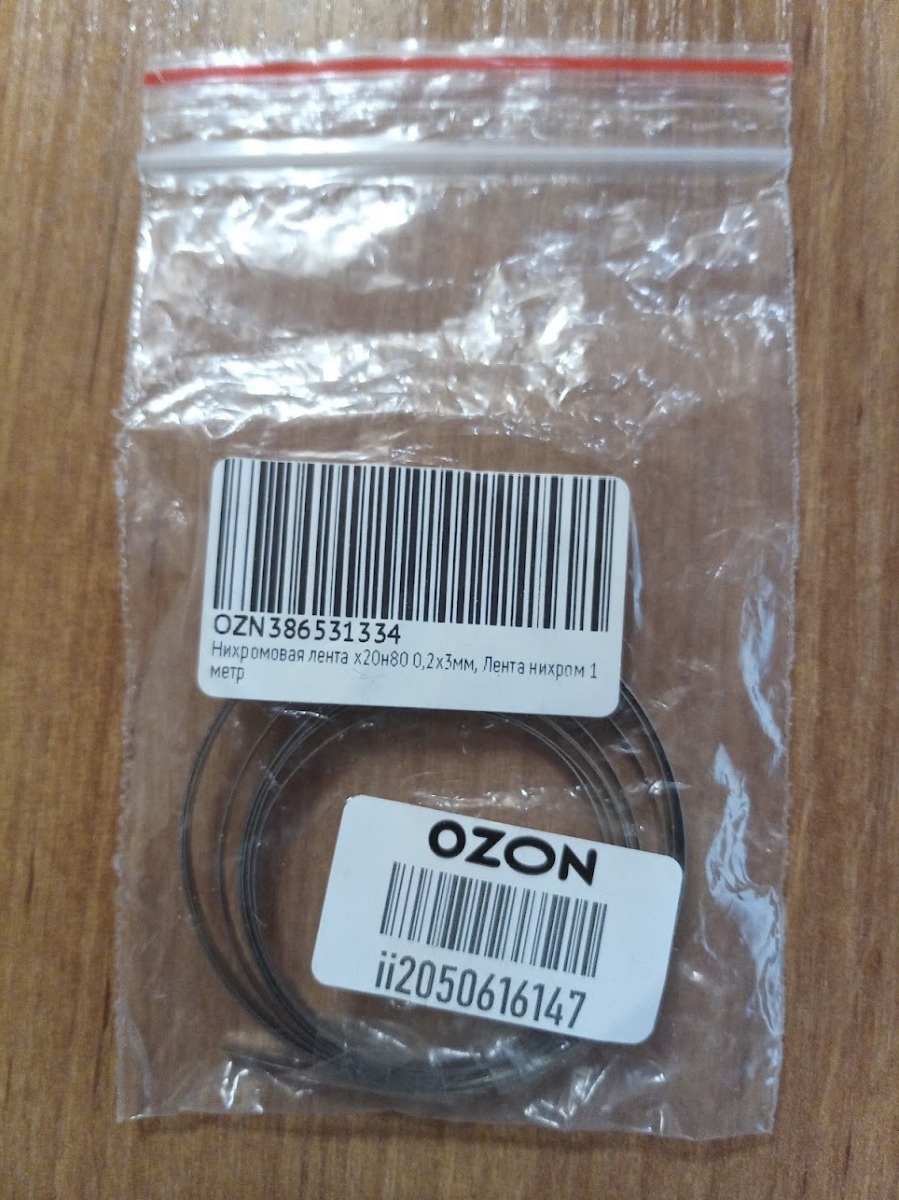 OZN386531334
Нихромовая лента х20н80 0,2х3мм, Лента нихром 1
метр
OZON
ii2050616147